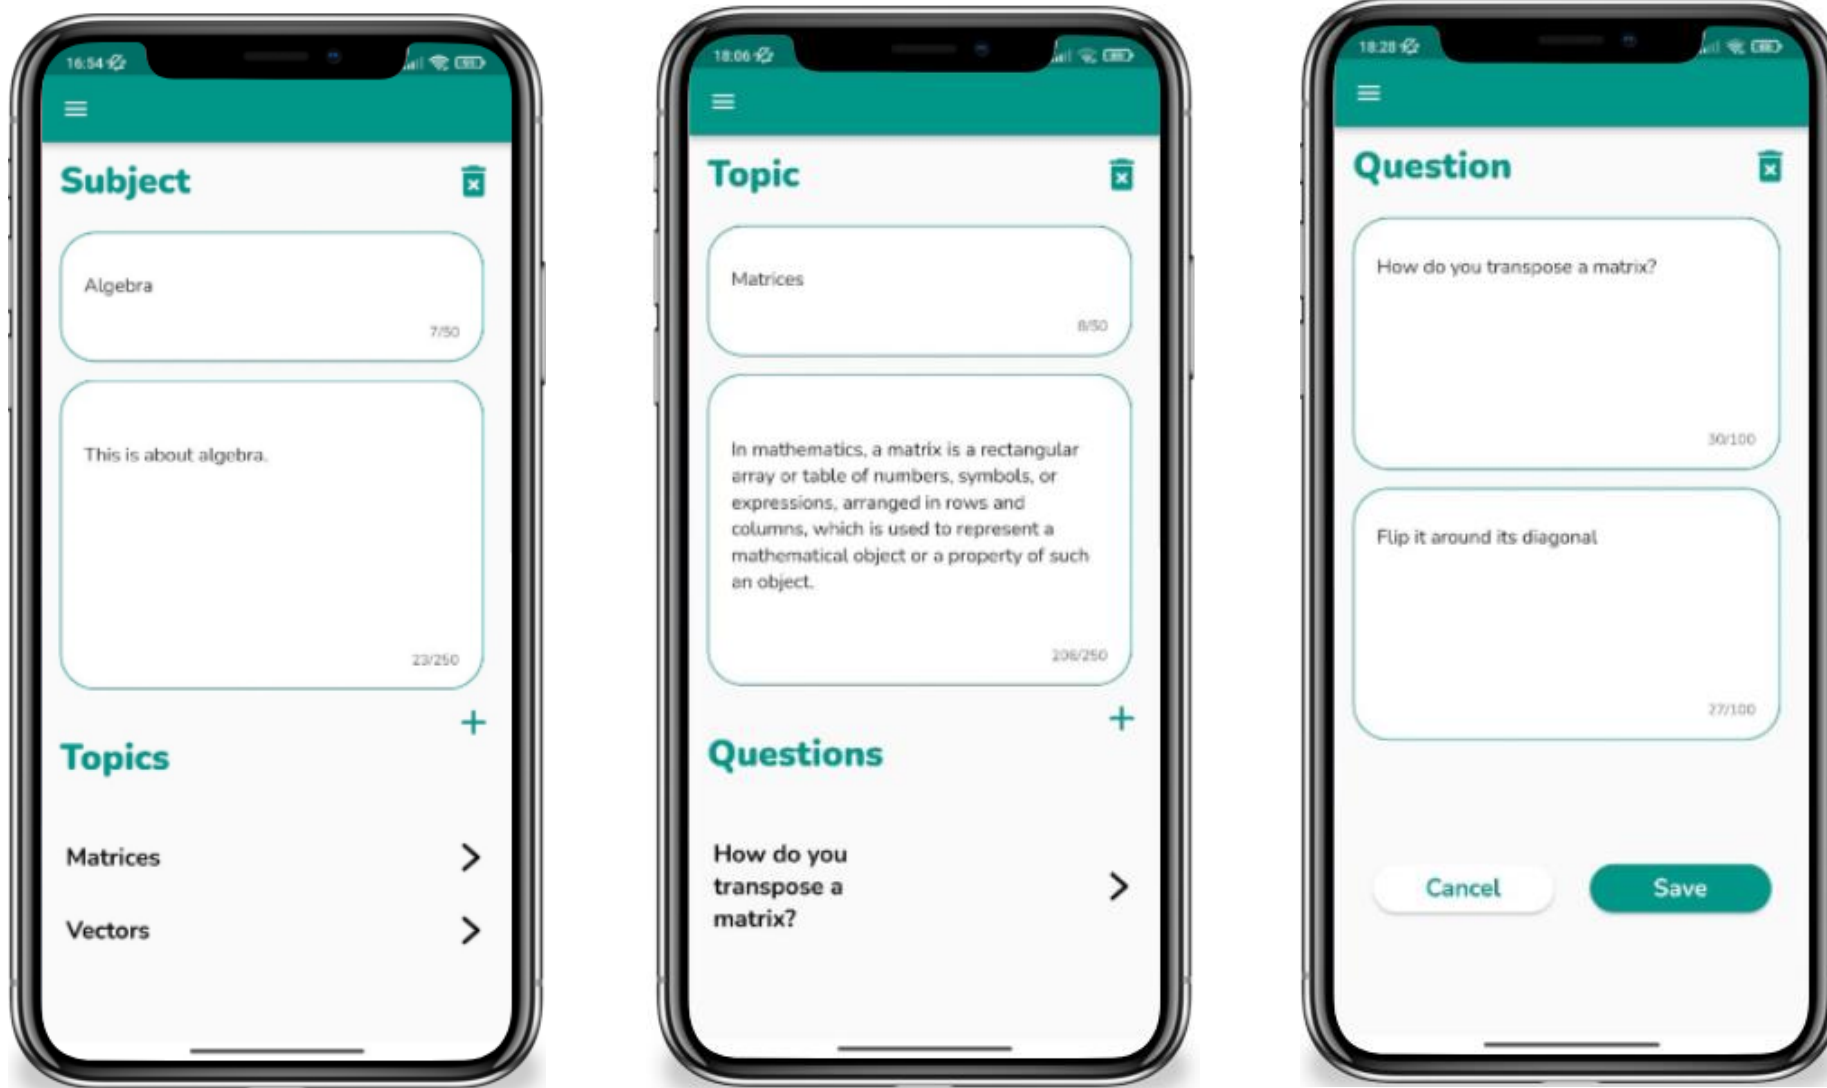 16:54
Subject
Algebra
7/50
This is about algebra.
23/250
Topics
Matrices
Vectors
18:06
Topic
Matrices
8/50
In mathematics, a matrix is a rectangular
array or table of numbers, symbols, or
expressions, arranged in rows and
columns, which is used to represent a
mathematical object or a property of such
an object.
208/250
Questions
How do you
transpose a
matrix?
18:28
Question
How do you transpose a matrix?
30/100
Flip it around its diagonal
27/100
Cancel
Save